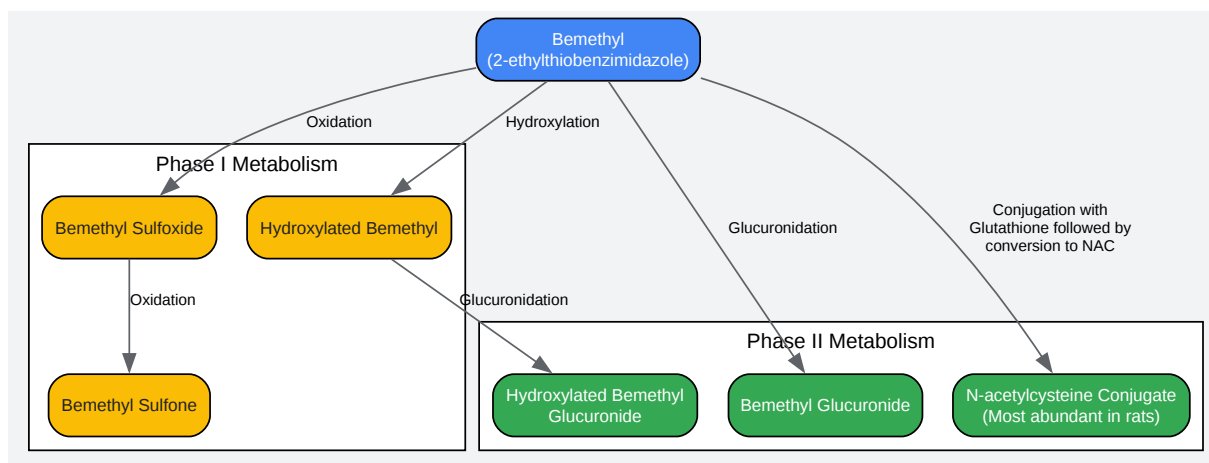 Bemethyl
(2-ethylthiobenzimidazole)
Oxidation
Hydroxylation
Phase I Metabolism
Bemethyl Sulfoxide
Hydroxylated Bemethyl
Glucuronidation
Conjugation with
Glutathione followed by
conversion to NAC
Oxidation
Glucuronidation
Phase II Metabolism
Bemethyl Sulfone
Hydroxylated Bemethyl
Glucuronide
Bemethyl Glucuronide
N-acetylcysteine Conjugate
(Most abundant in rats)